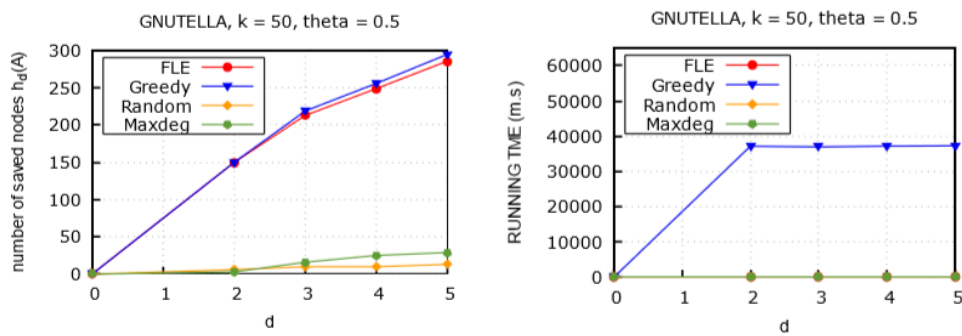 GNUTELLA, k = 50, theta = 0.5
number of saved nodes h_d(A)
300
250
200
150
100
50
0
FLE
Greedy
Random
Maxdeg
0 1 2 3 4 5
d
GNUTELLA, k = 50, theta = 0.5
RUNNING TME (m.s)
60000
50000
40000
30000
20000
10000
0
FLE
Greedy
Random
Maxdeg
0 1 2 3 4 5
d